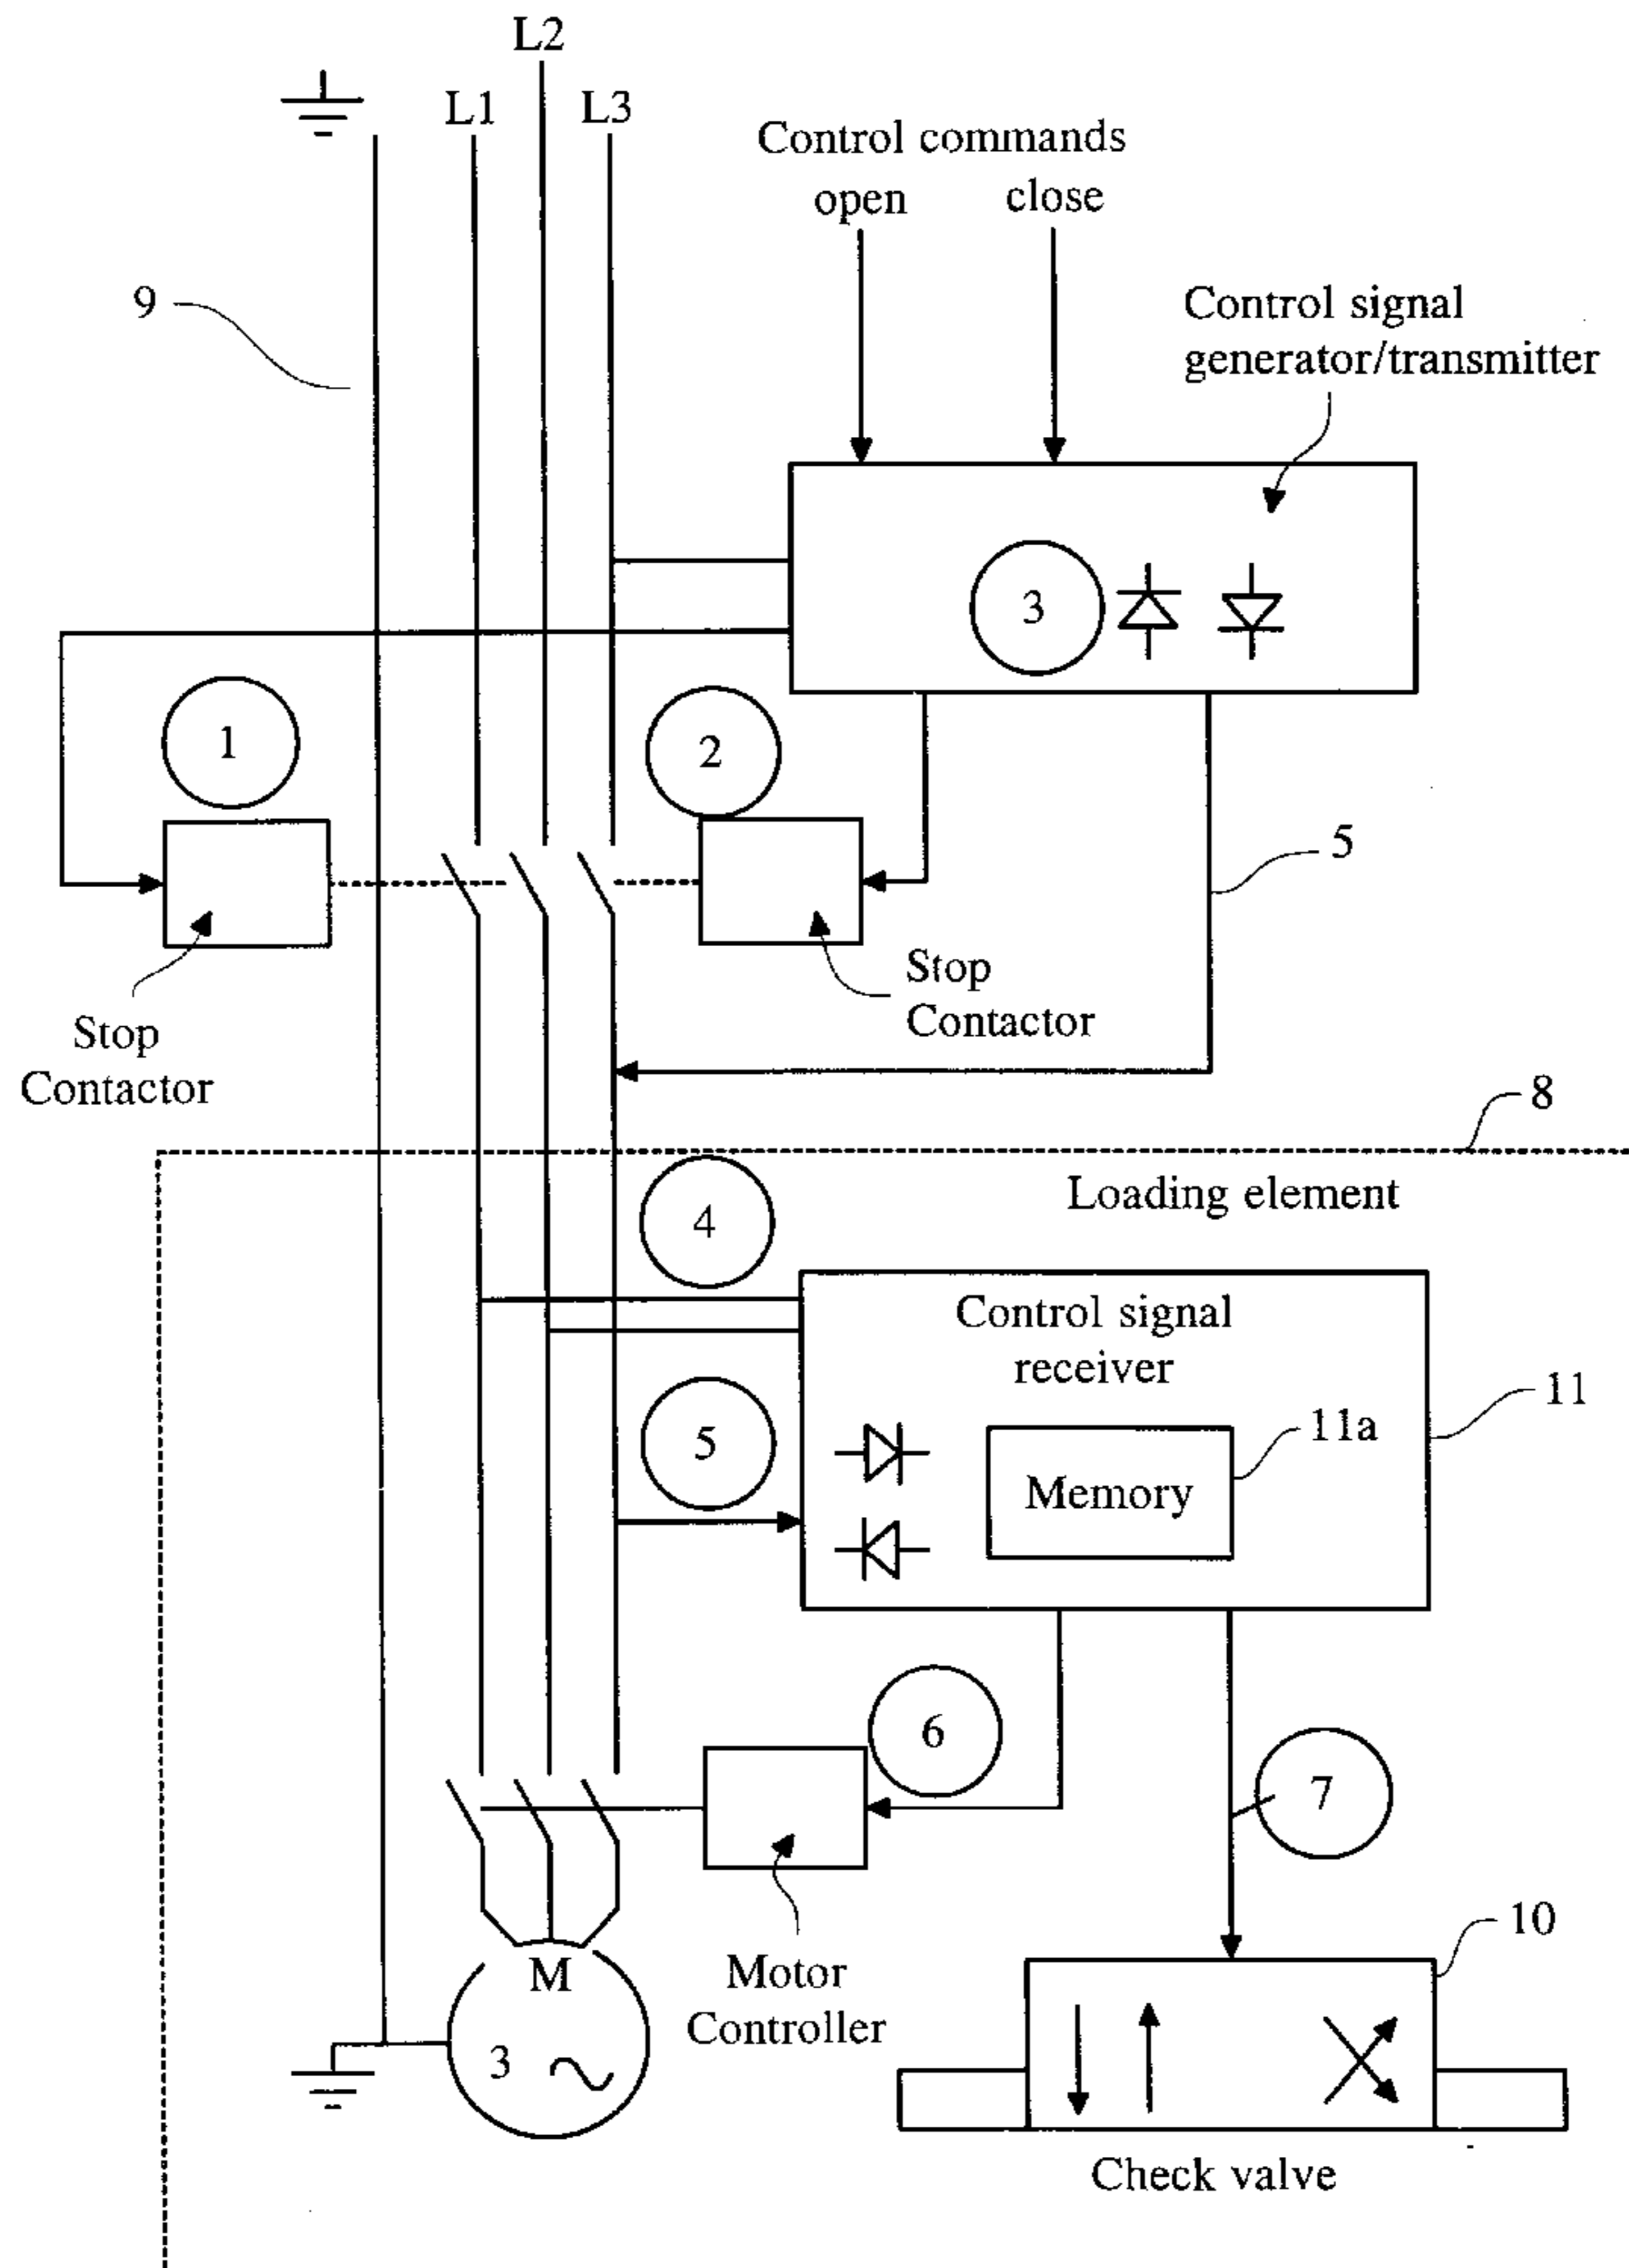 L2
L1
L3
Control commands
open
close
9
Control signal
generator/transmitter
3
1
2
5
Stop
Contactor
Stop
Contactor
8
Loading element
4
Control signal
receiver
11
5
11a
Memory
6
7
10
M
3
Motor
Controller
Check valve